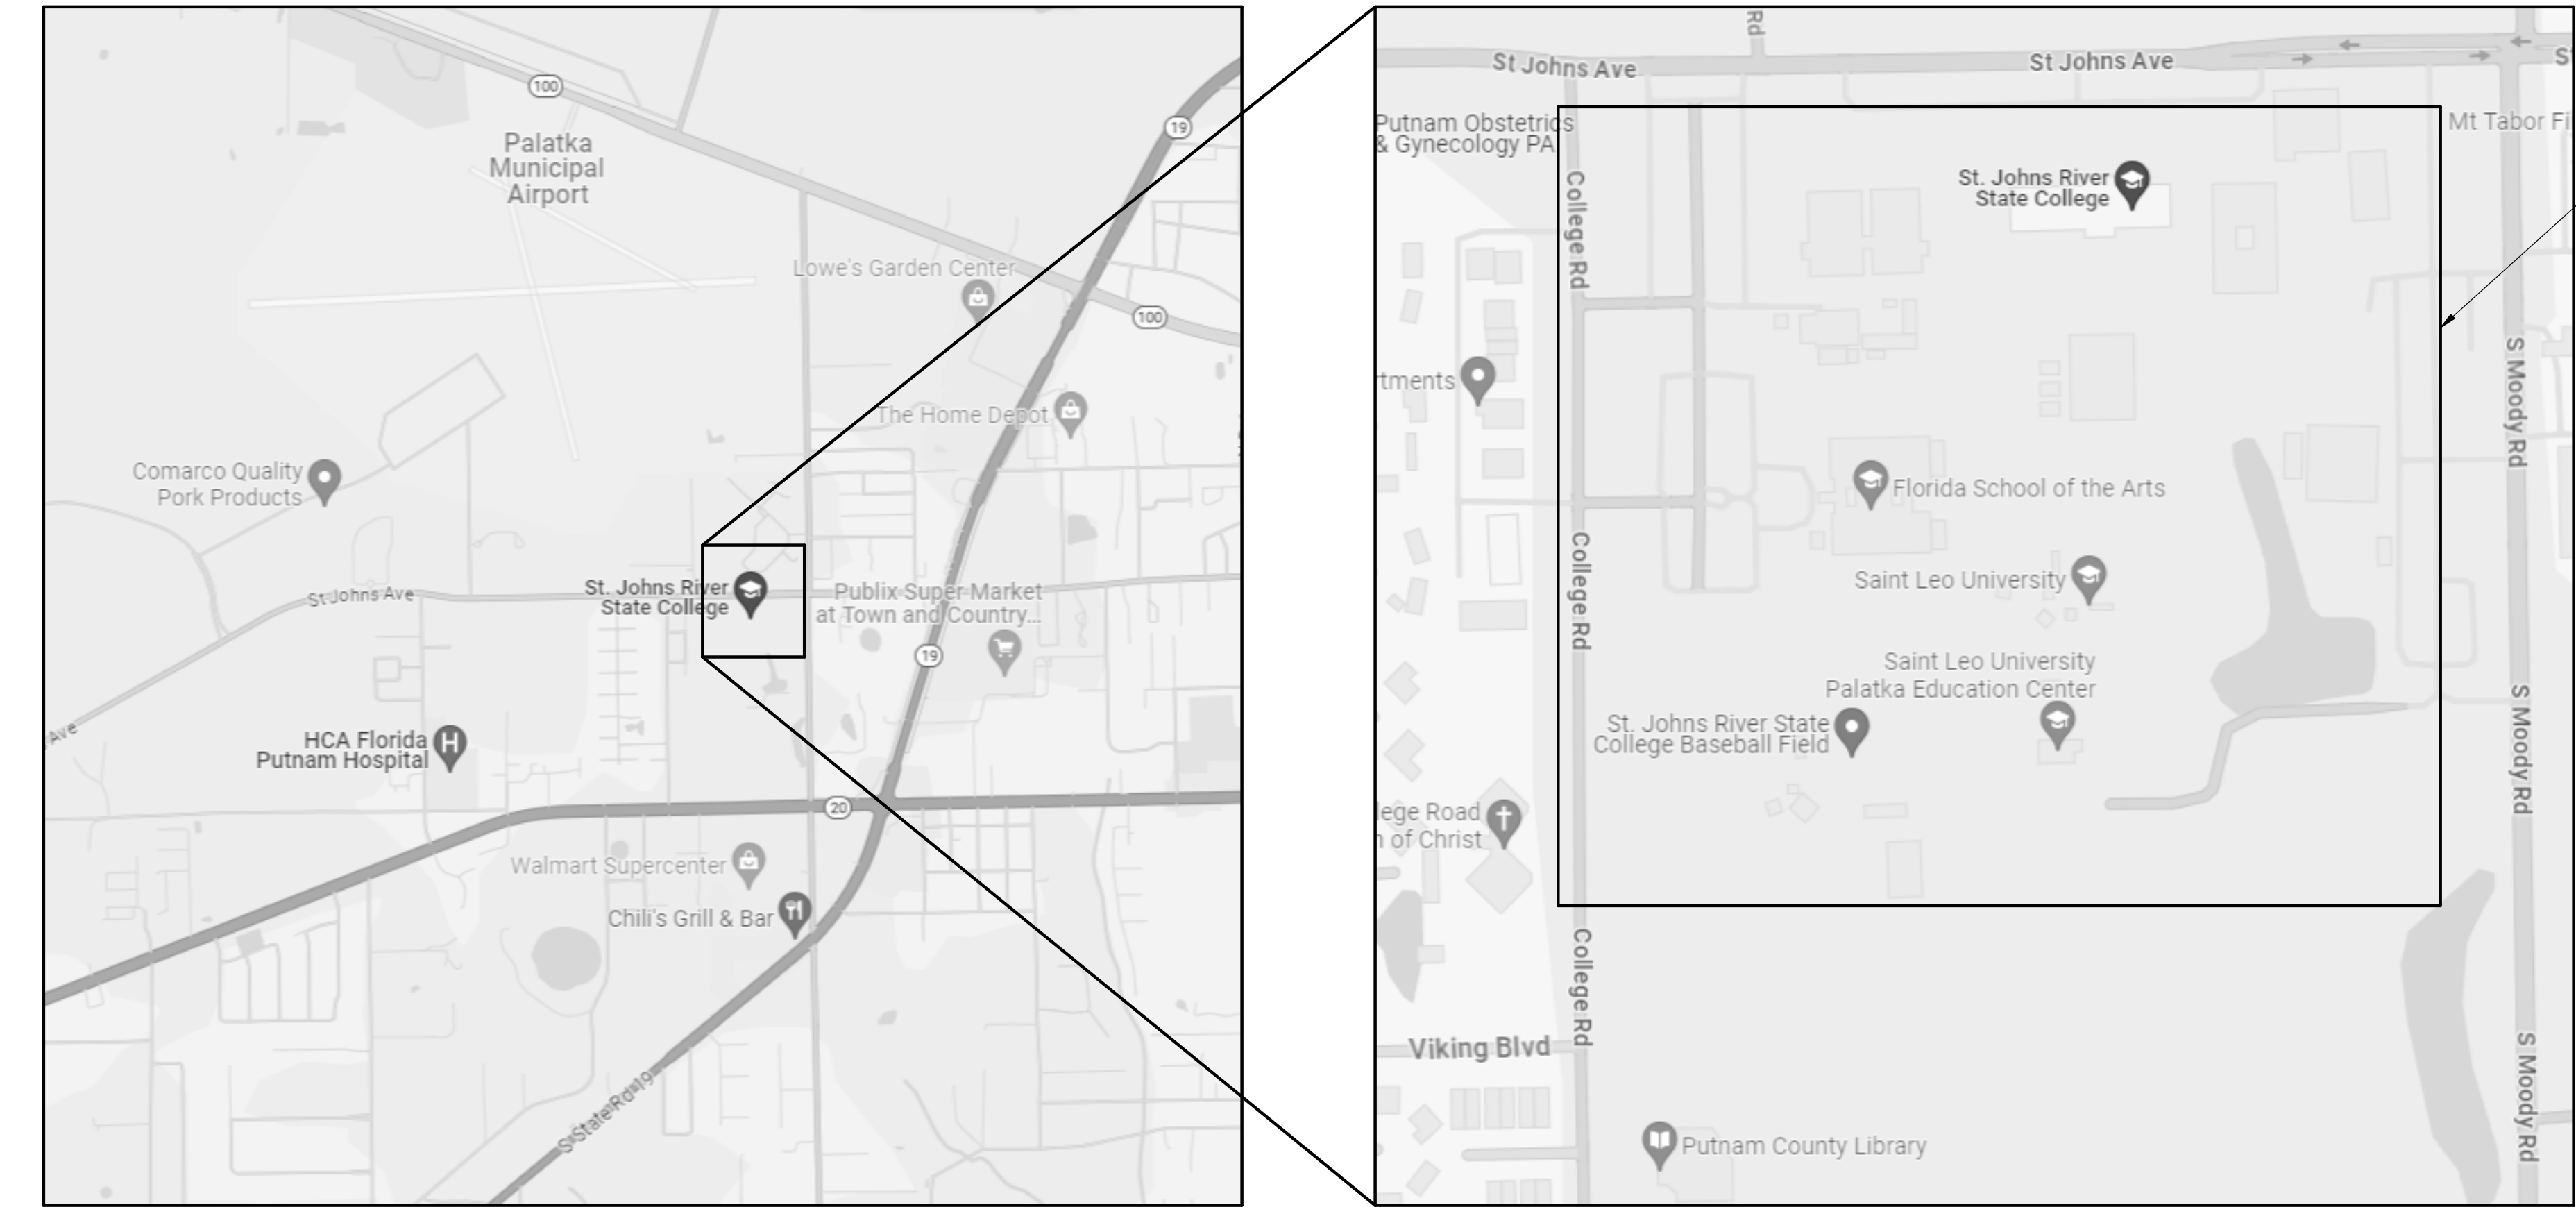 100
19
Palatka
Municipal
Airport
Lowe's Garden Center
100
The Home Depot
Comarco Quality
Pork Products
St Johns Ave
St. Johns River
State College
Publix Super Market
at Town and Country...
19
Ave
HCA Florida
Putnam Hospital
H
20
Walmart Supercenter
Chili's Grill & Bar
S State Rd 19
Rd
St Johns Ave
St Johns Ave
S
Putnam Obstetrics
& Gynecology PA
Mt Tabor Fi
College Rd
St. Johns River
State College
rtments
S Moody Rd
Florida School of the Arts
College Rd
Saint Leo University
Saint Leo University
Palatka Education Center
St. Johns River State
College Baseball Field
S Moody Rd
lege Road
n of Christ
College Rd
Viking Blvd
S Moody Rd
Putnam County Library